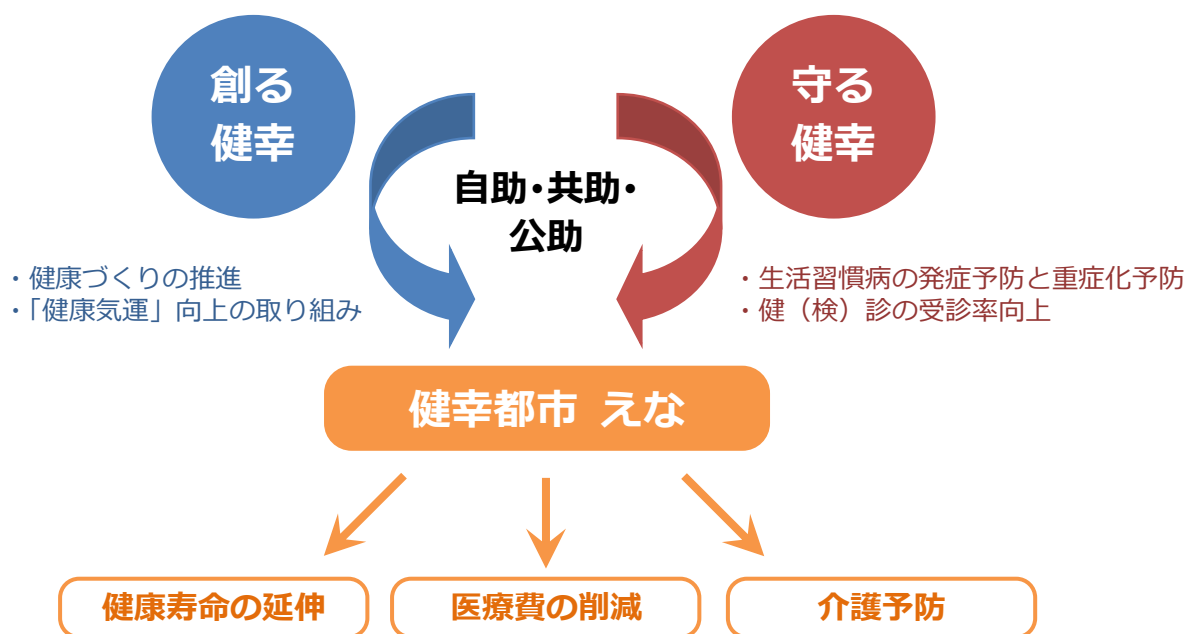 創る
健幸
守る
健幸
自助・共助・
公助
・健康づくりの推進
・「健康気運」向上の取り組み
・生活習慣病の発症予防と重症化予防
・健（検）診の受診率向上
健幸都市 えな
健康寿命の延伸
医療費の削減
介護予防